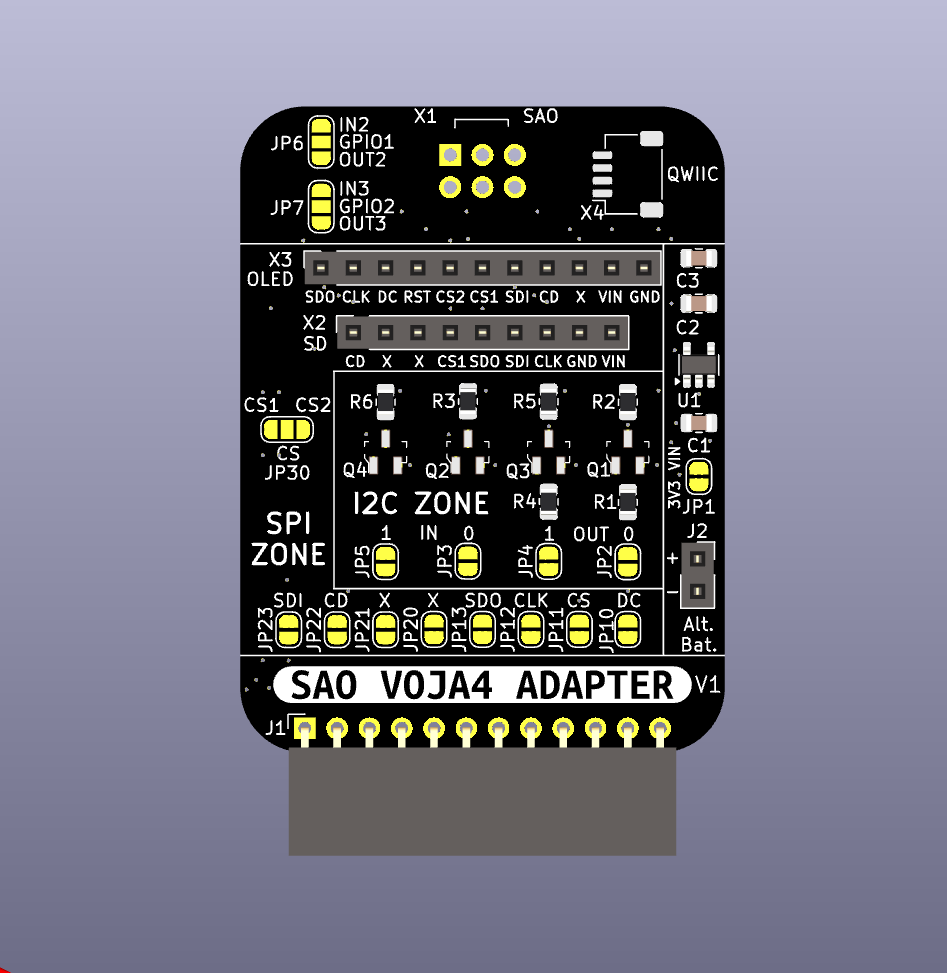 X1 SAO
JP6 IN2
GPIO1
OUT2
QWIIC
JP7 IN3
GPIO2
OUT3
X4
X3
OLED
SDO CLK DC RST CS2 CS1 SDI CD X VIN GND
C3
X2
SD
C2
CD X X CS1 SDO SDI CLK GND VIN
U1
CS1 CS2
CS
JP30
R6 R3 R5 R2
Q4 Q2 Q3 Q1
C1
3V3 VIN
JP1
I2C ZONE
R4 R1
SPI
ZONE
1 IN 0 1 OUT 0
JP5 JP3 JP4 JP2
J2
+
-
SDI CD X X SDO CLK CS DC
JP23 JP22 JP21 JP20 JP13 JP12 JP11 JP10
Alt.
Bat.
SAO VOJA4 ADAPTER V1
J1